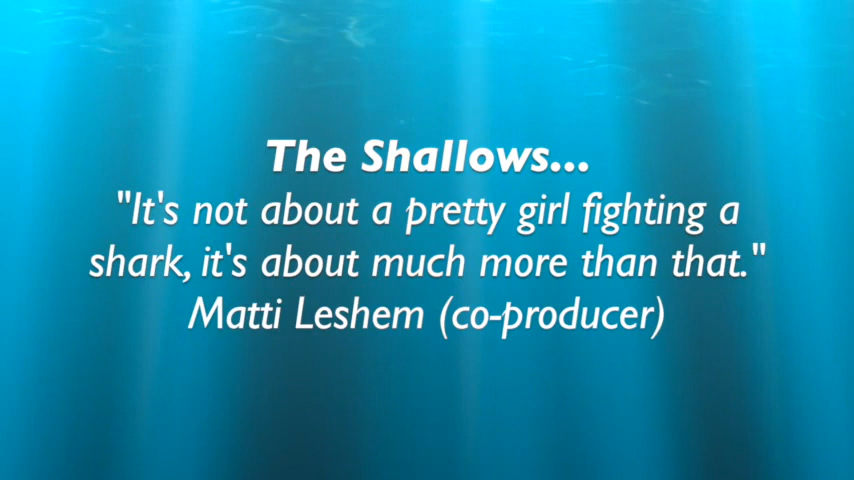 The Shallows...
"It's not about a pretty girl fighting a
shark, it's about much more than that."
Matti Leshem (co-producer)